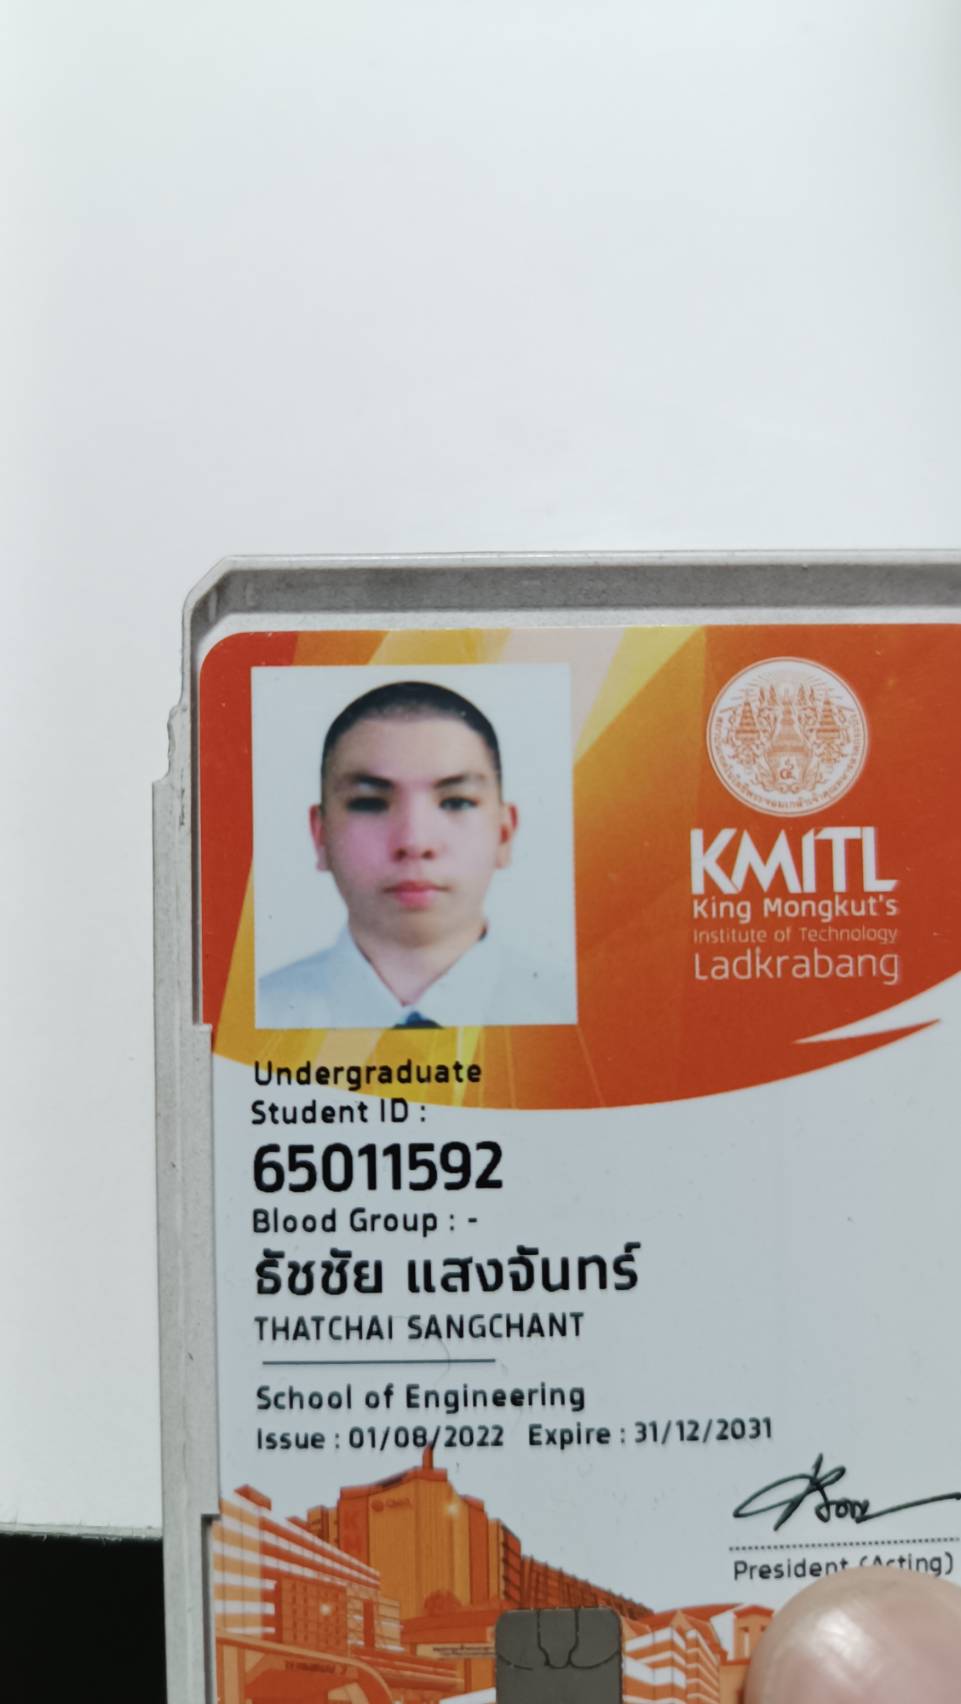 KMITL
King Mongkut's
Institute of Technology
Ladkrabang
Undergraduate
Student ID :
65011592
Blood Group : -
ธัชชัย แสงจันทร์
THATCHAI SANGCHANT
School of Engineering
Issue : 01/08/2022 Expire : 31/12/2031
President (Acting)